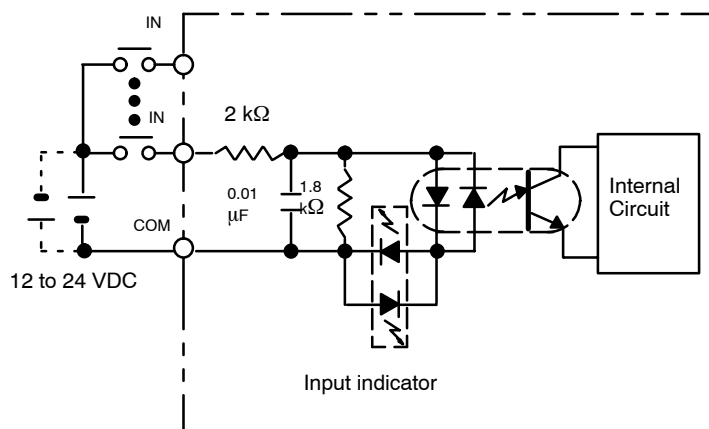 IN
IN
2 kΩ
0.01
µF
1.8
kΩ
COM
12 to 24 VDC
Internal
Circuit
Input indicator